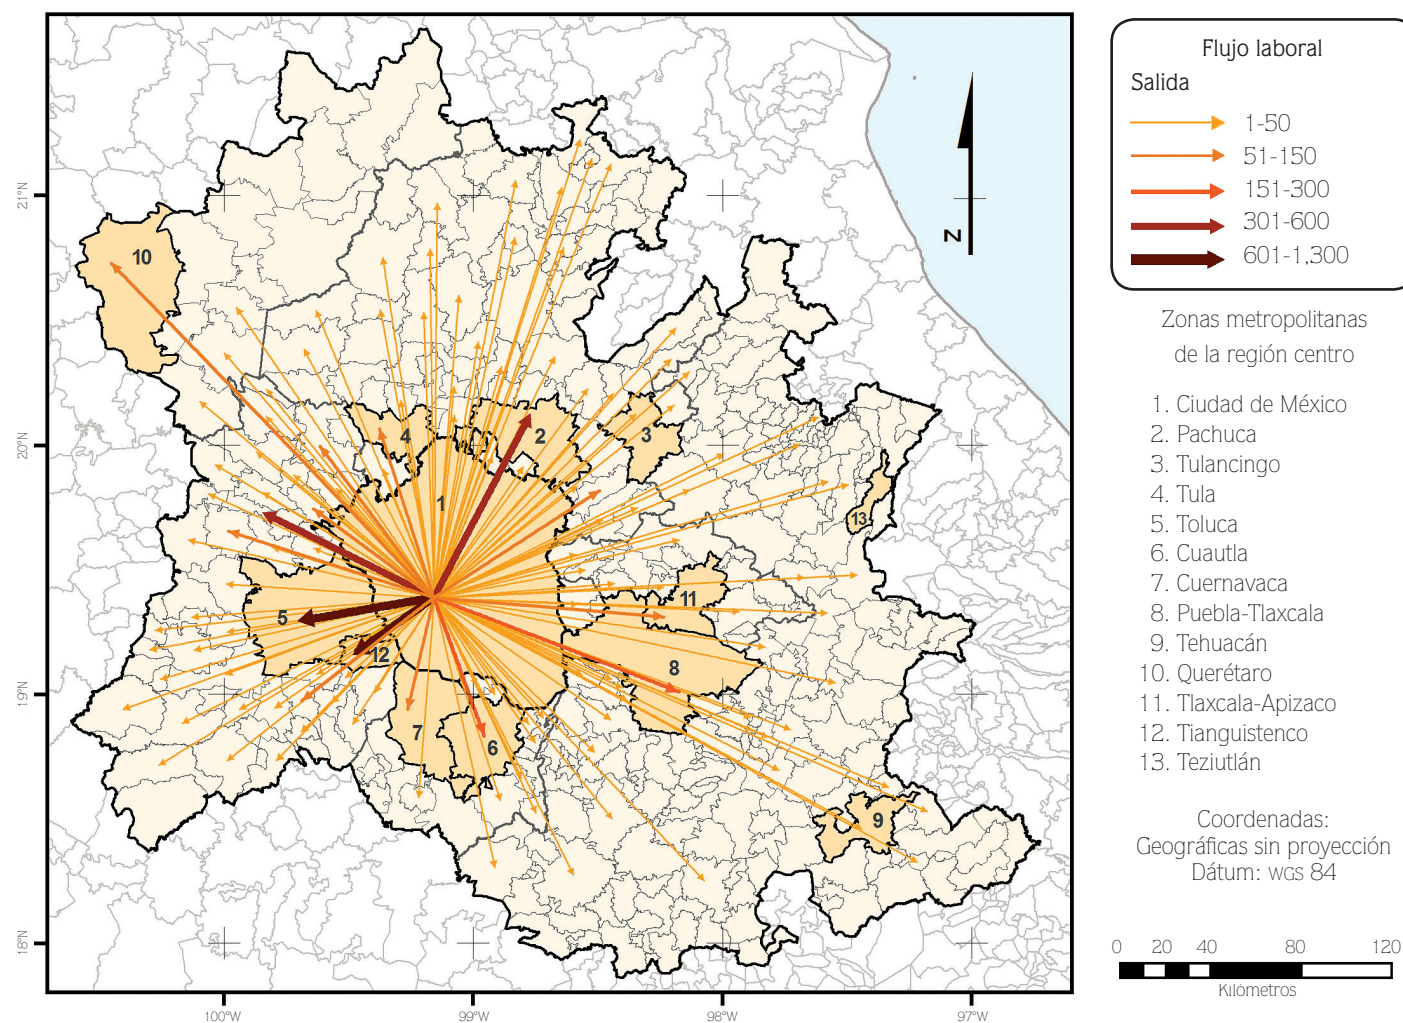 Flujo laboral
Salida
1-50
51-150
151-300
301-600
601-1,300
Zonas metropolitanas
de la región centro
1. Ciudad de México
2. Pachuca
3. Tulancingo
4. Tula
5. Toluca
6. Cuautla
7. Cuernavaca
8. Puebla-Tlaxcala
9. Tehuacán
10. Querétaro
11. Tlaxcala-Apizaco
12. Tianguistenco
13. Teziutlán
Coordenadas:
Geográficas sin proyección
Dátum: WGS 84
0 20 40 80 120
Kilómetros
N
21°N
20°N
19°N
18°N
100°W
99°W
98°W
97°W
10
4
2
3
1
13
5
11
12
8
7
6
9